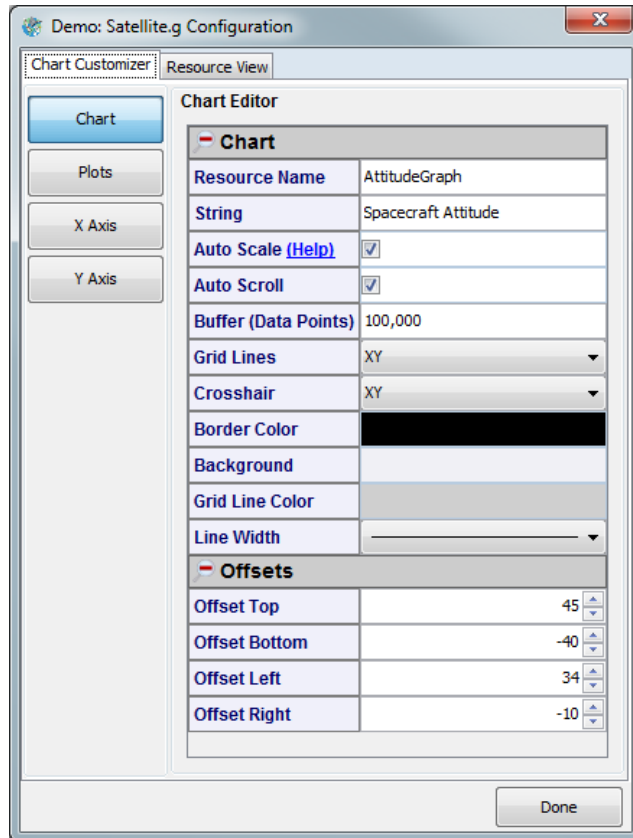 Demo: Satellite.g Configuration
Chart Customizer Resource View
Chart
Plots
X Axis
Y Axis
Chart Editor
Chart
Resource Name AttitudeGraph
String Spacecraft Attitude
Auto Scale (Help)
Auto Scroll
Buffer (Data Points) 100,000
Grid Lines XY
Crosshair XY
Border Color
Background
Grid Line Color
Line Width
Offsets
Offset Top 45
Offset Bottom -40
Offset Left 34
Offset Right -10
Done